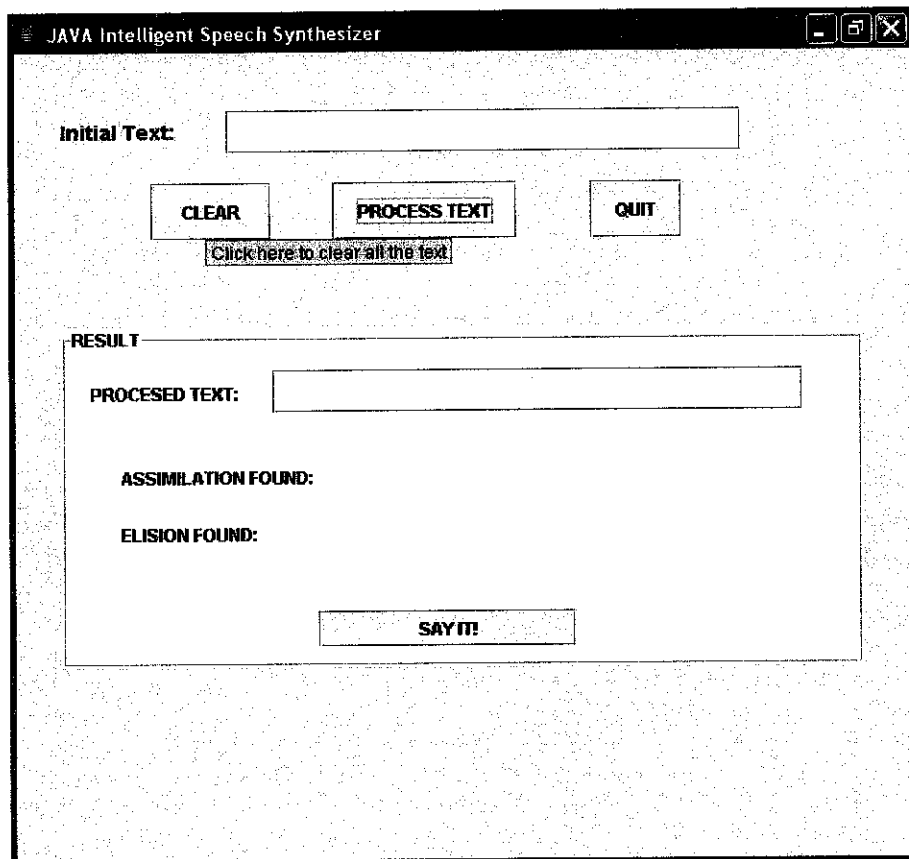 JAVA Intelligent Speech Synthesizer
Initial Text:
CLEAR PROCESS TEXT QUIT
Click here to clear all the text
RESULT
PROCESED TEXT:
ASSIMILATION FOUND:
ELISION FOUND:
SAY IT!